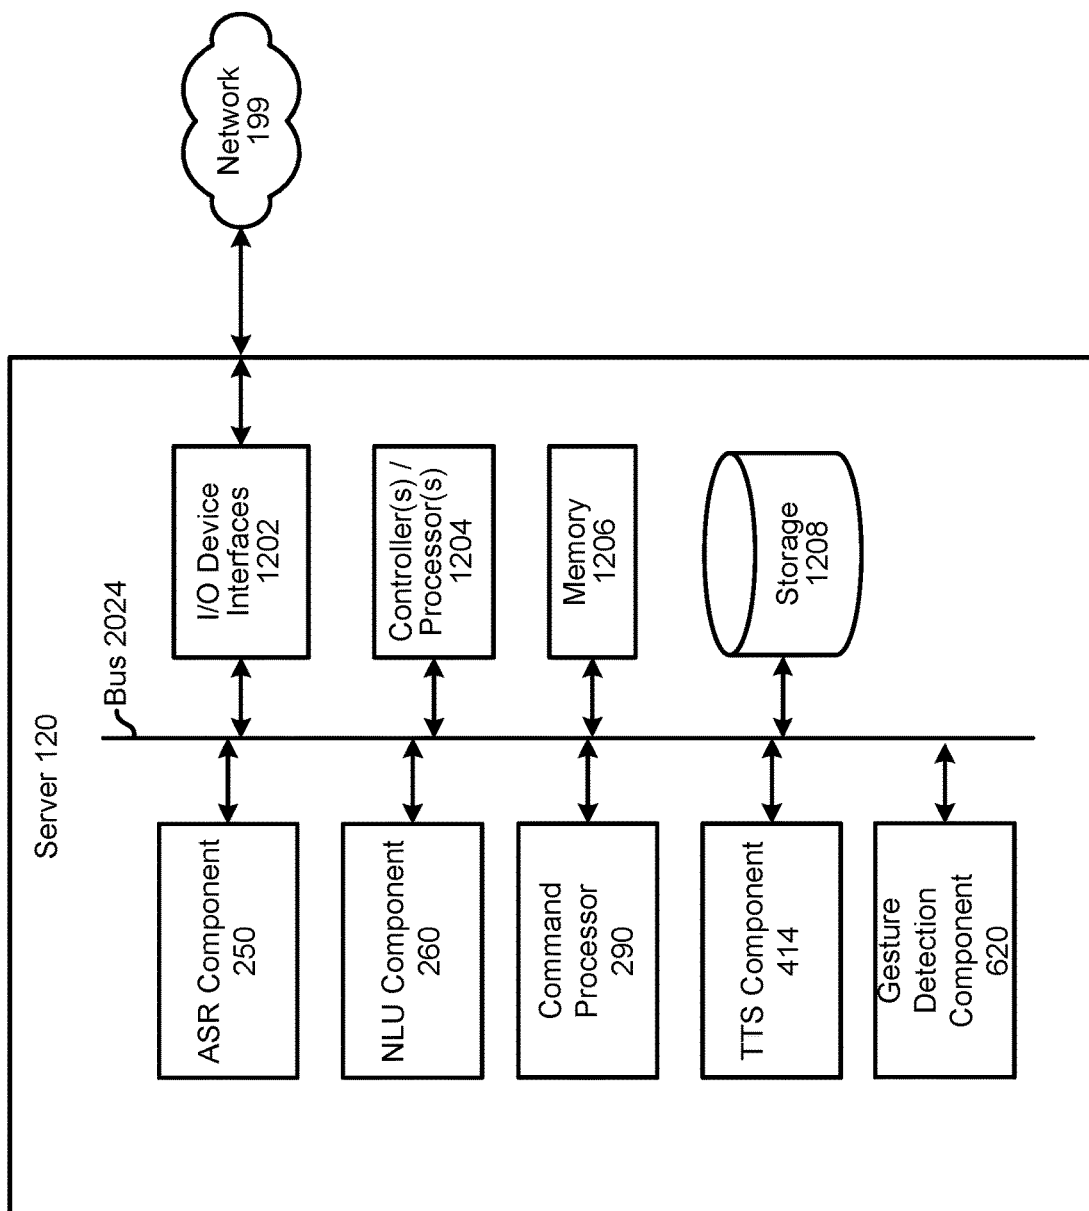 Server 120
Bus 2024
ASR Component
250
NLU Component
260
Command
Processor
290
TTS Component
414
Gesture
Detection
Component
620
I/O Device
Interfaces
1202
Controller(s) /
Processor(s)
1204
Memory
1206
Storage
1208
Network
199